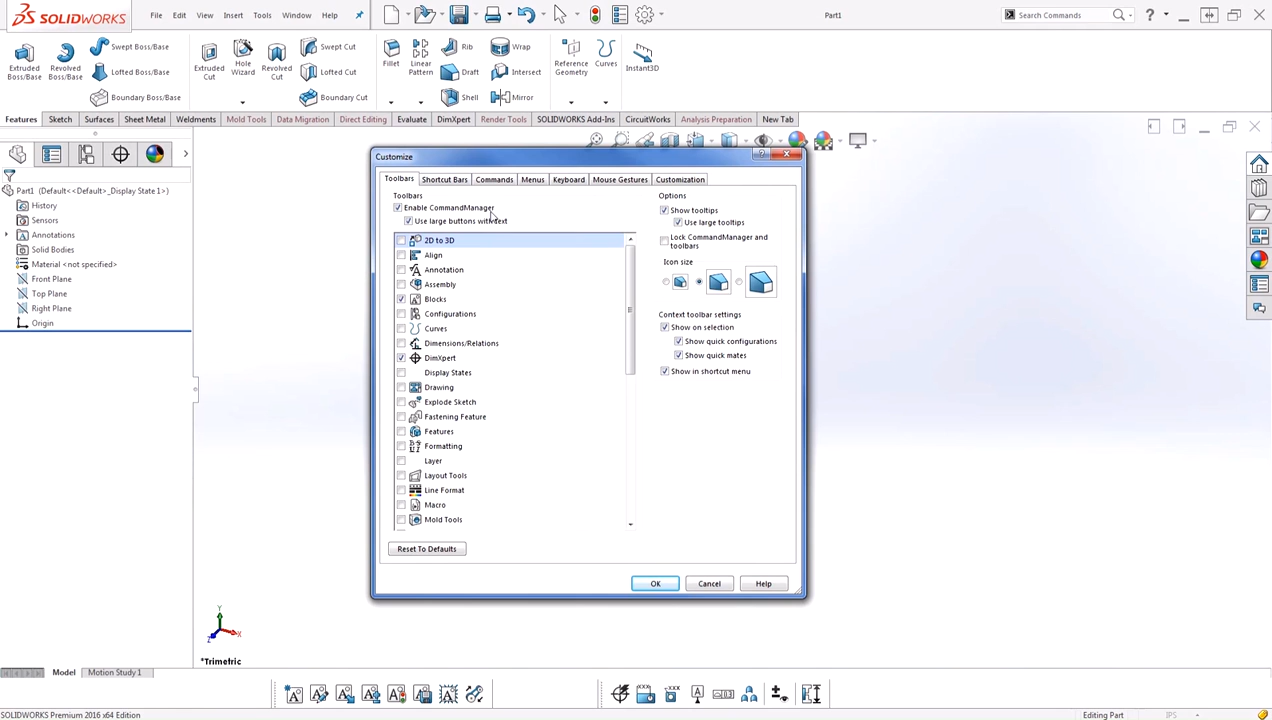 SOLIDWORKS File Edit View Insert Tools Window Help Part1 Search Commands ?
Extruded Boss/Base
Revolved Boss/Base
Swept Boss/Base
Lofted Boss/Base
Boundary Boss/Base
Extruded Cut
Hole Wizard
Revolved Cut
Swept Cut
Lofted Cut
Boundary Cut
Fillet
Linear Pattern
Rib
Draft
Shell
Wrap
Intersect
Mirror
Reference Geometry
Curves
Instant3D
Features Sketch Surfaces Sheet Metal Weldments Mold Tools Data Migration Direct Editing Evaluate DimXpert Render Tools SOLIDWORKS Add-Ins CircuitWorks Analysis Preparation New Tab
Part1 (Default<<Default>_Display State 1>)
History
Sensors
Annotations
Solid Bodies
Material <not specified>
Front Plane
Top Plane
Right Plane
Origin
Customize
Toolbars Shortcut Bars Commands Menus Keyboard Mouse Gestures Customization
Toolbars
Enable CommandManager
Use large buttons with text
2D to 3D
Align
Annotation
Assembly
Blocks
Configurations
Curves
Dimensions/Relations
DimXpert
Display States
Drawing
Explode Sketch
Fastening Feature
Features
Formatting
Layer
Layout Tools
Line Format
Macro
Mold Tools
Reset To Defaults
Options
Show tooltips
Use large tooltips
Lock CommandManager and
toolbars
Icon size
Context toolbar settings
Show on selection
Show quick configurations
Show quick mates
Show in shortcut menu
OK Cancel Help
Y
X
Z
*Trimetric
Model Motion Study 1
SOLIDWORKS Premium 2016 x64 Edition Editing Part IPS